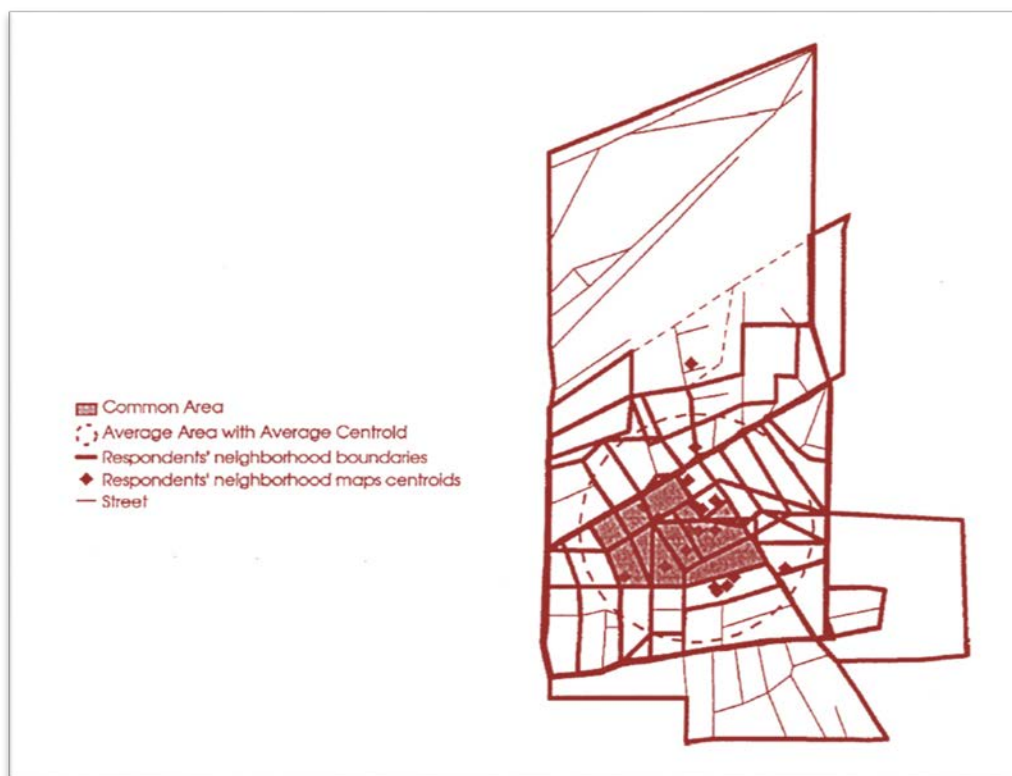 Common Area
Average Area with Average Centroid
Respondents' neighborhood boundaries
Respondents' neighborhood maps centroids
Street